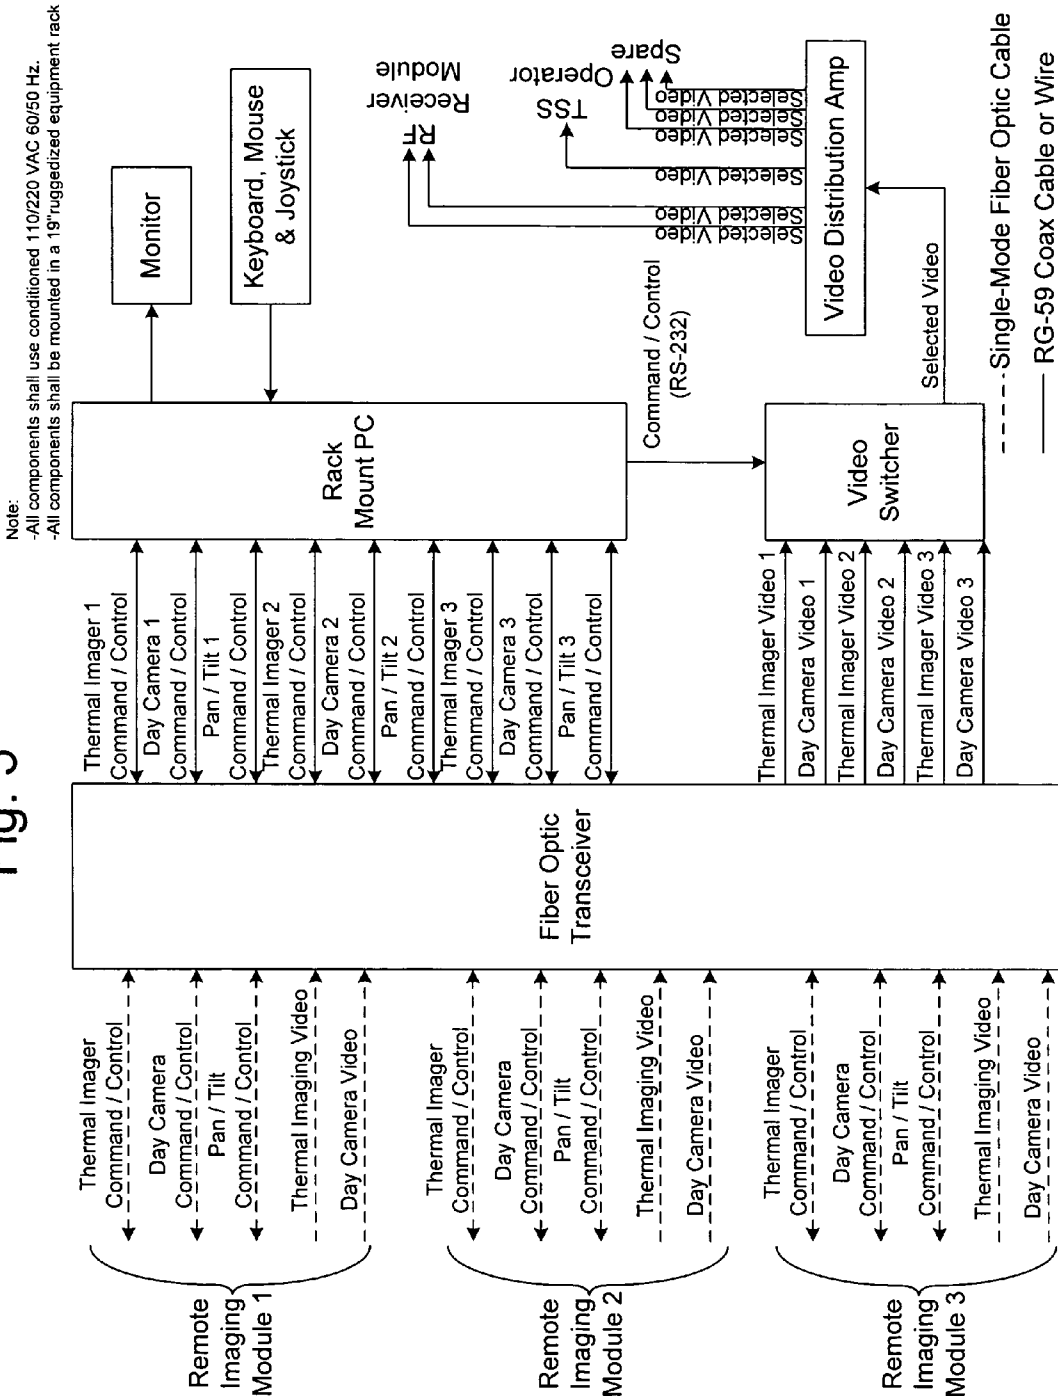 Fig. 5
Note:
-All components shall use conditioned 110/220 VAC 60/50 Hz.
-All components shall be mounted in a 19"ruggedized equipment rack
Remote
Imaging
Module 1
Thermal Imager
Command / Control
Day Camera
Command / Control
Pan / Tilt
Command / Control
Thermal Imaging Video
Day Camera Video
Remote
Imaging
Module 2
Thermal Imager
Command / Control
Day Camera
Command / Control
Pan / Tilt
Command / Control
Thermal Imaging Video
Day Camera Video
Remote
Imaging
Module 3
Thermal Imager
Command / Control
Day Camera
Command / Control
Pan / Tilt
Command / Control
Thermal Imaging Video
Day Camera Video
Fiber Optic
Transceiver
Thermal Imager 1
Command / Control
Day Camera 1
Command / Control
Pan / Tilt 1
Command / Control
Thermal Imager 2
Command / Control
Day Camera 2
Command / Control
Pan / Tilt 2
Command / Control
Thermal Imager 3
Command / Control
Day Camera 3
Command / Control
Pan / Tilt 3
Command / Control
Thermal Imager Video 1
Day Camera Video 1
Thermal Imager Video 2
Day Camera Video 2
Thermal Imager Video 3
Day Camera Video 3
Rack
Mount PC
Monitor
Keyboard, Mouse
& Joystick
Command / Control
(RS-232)
Video
Switcher
Selected Video
Video Distribution Amp
Selected Video
Selected Video
Selected Video
Selected Video
Selected Video
Selected Video
RF
Receiver
Module
TSS
Operator
Spare
Single-Mode Fiber Optic Cable
RG-59 Coax Cable or Wire